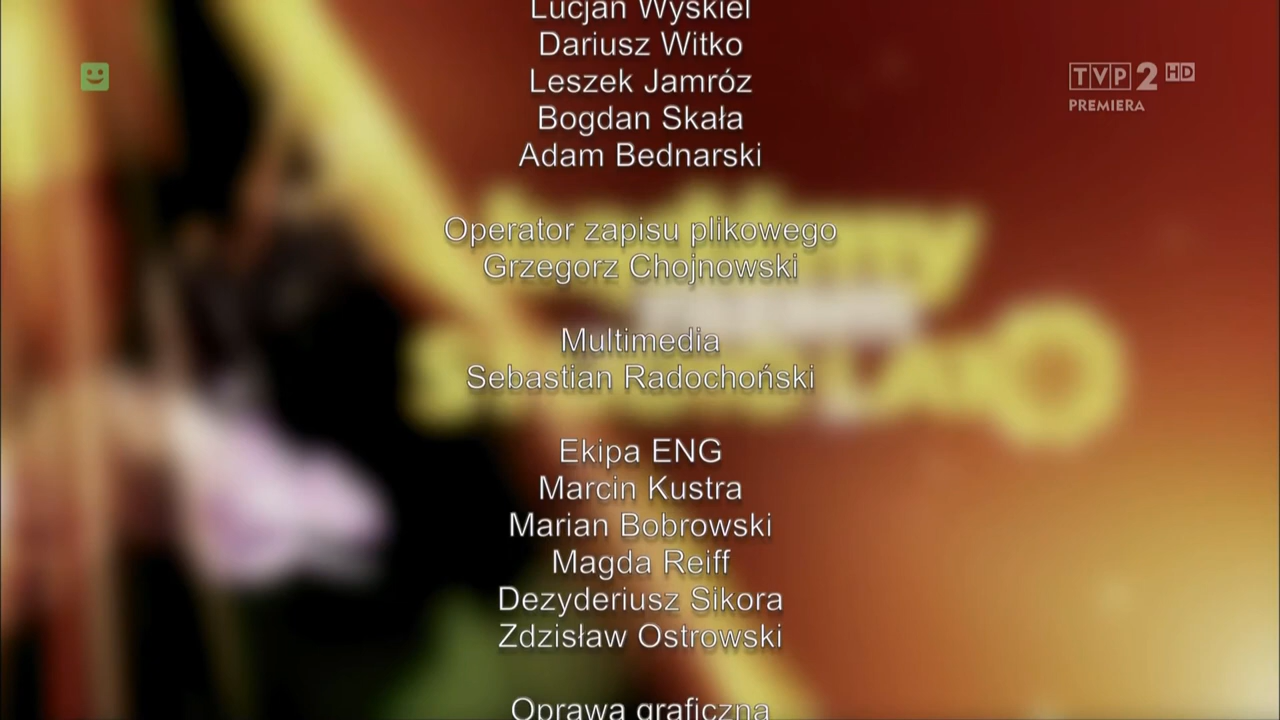 Lucjan Wyskiel
Dariusz Witko
Leszek Jamróz
Bogdan Skała
Adam Bednarski
TVP2 HD
PREMIERA
Operator zapisu plikowego
Grzegorz Chojnowski
Multimedia
Sebastian Radochoński
Ekipa ENG
Marcin Kustra
Marian Bobrowski
Magda Reiff
Dezyderiusz Sikora
Zdzisław Ostrowski
Oprawa graficzna